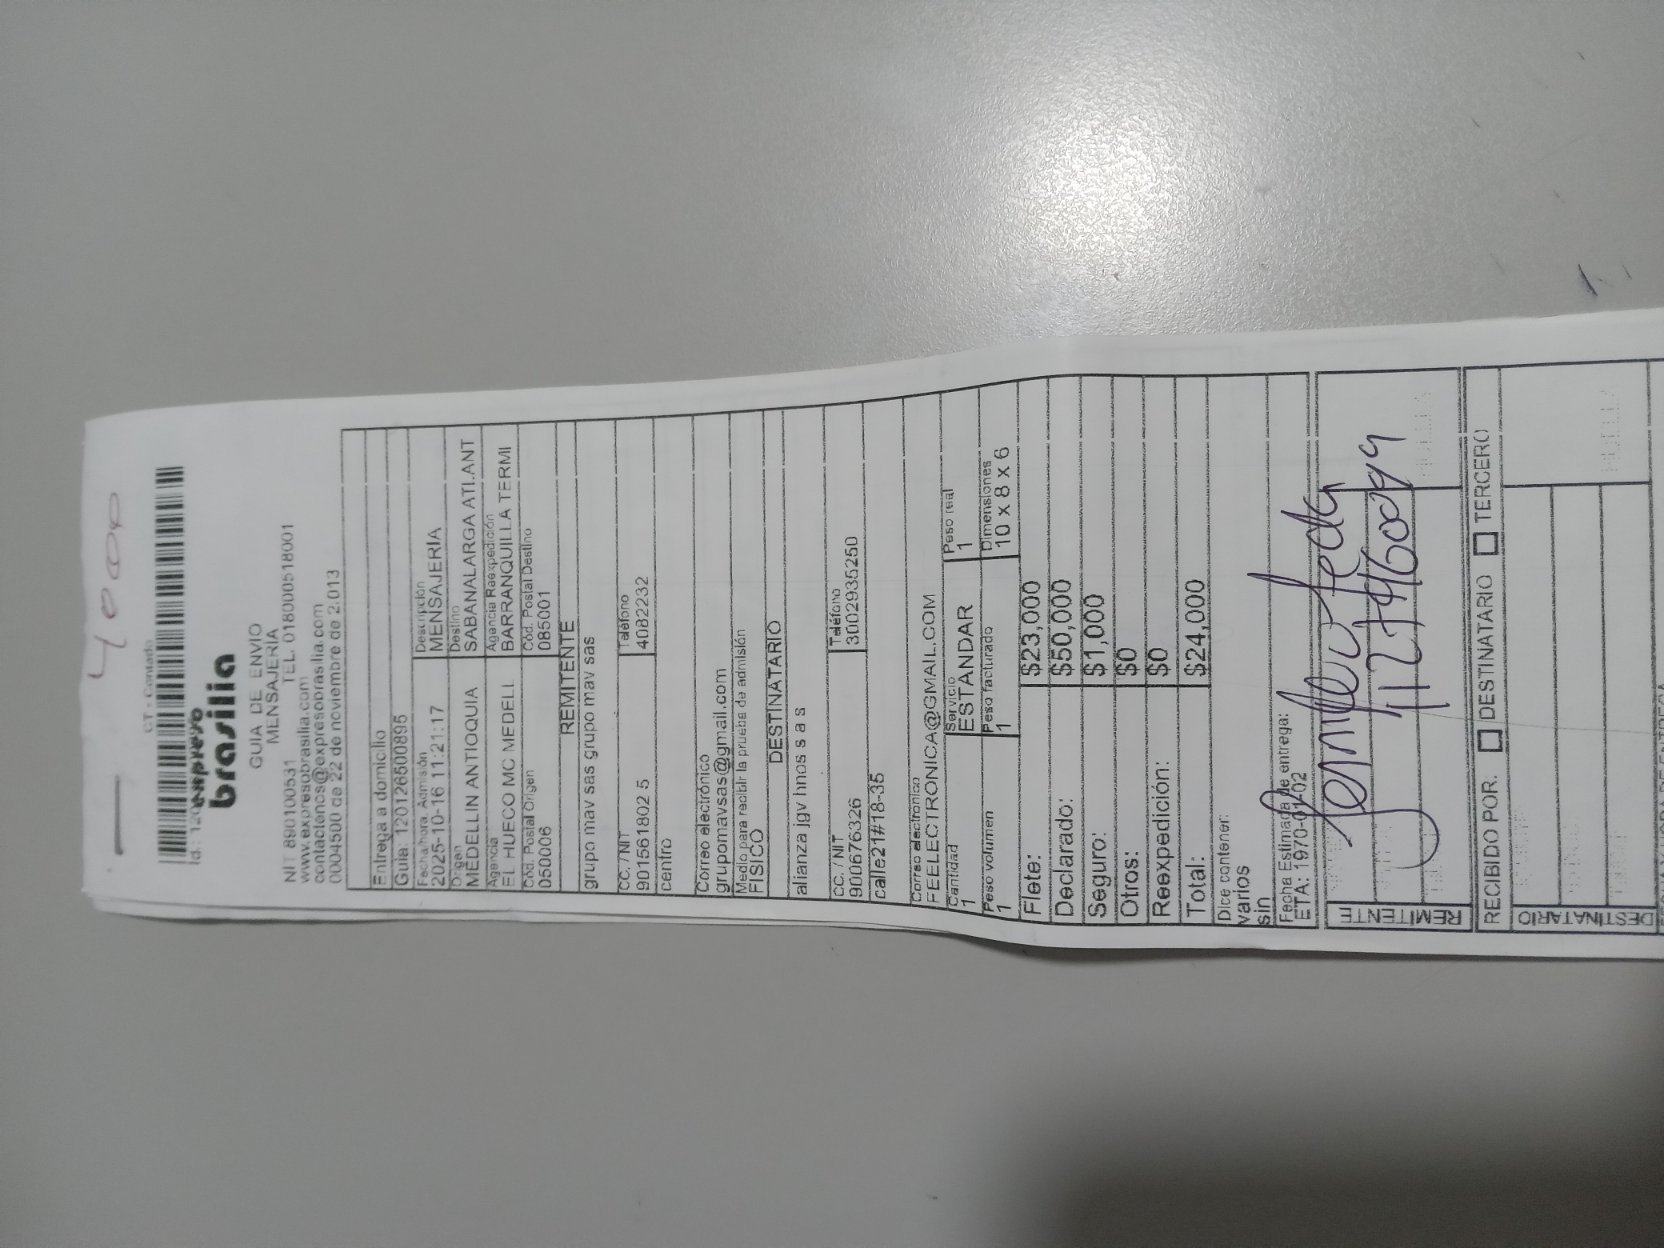 4000
CT - Contado
Id.: 120
expreso
brasilia
GUIA DE ENVIO
MENSAJERIA
NIT 890100531 TEL. 018000518001
www.expresobrasilia.com
contactenos@expresobrasilia.com
0004500 de 22 de noviembre de 2.013
Entrega a domicilio
Guia 120126500895
Fecha/hora. Admisión Descripción
2025-10-16 11:21:17 MENSAJERIA
Origen Destino
MEDELLIN ANTIOQUIA SABANALARGA ATL.ANT
Agencia Agencia Reexpedición
EL HUECO MC MEDELL BARRANQUILLA TERMI
Cód. Postal Origen Cód. Postal Destino
050006 085001
REMITENTE
grupo mav sas grupo mav sas
CC. / NIT Teléfono
901561802 5 4082232
centro
Correo electrónico
grupomavsas@gmail.com
Medio para recibir la prueba de admisión
FISICO
DESTINATARIO
alianza jgv hnos s a s
CC. / NIT Teléfono
900676326 3002935250
calle21#18-35
Correo electrónico
FEELECTRONICA@GMAIL.COM
Cantidad Servicio Peso real
1 ESTANDAR 1
Peso volumen Peso facturado Dimensiones
1 1 10 x 8 x 6
Flete: $23,000
Declarado: $50,000
Seguro: $1,000
Otros: $0
Reexpedición: $0
Total: $24,000
Dice contener:
varios
sin
Fecha Estimada de entrega:
ETA: 1970-01-02
REMITENTE
RECIBIDO POR: DESTINATARIO TERCERO
DESTINATARIO